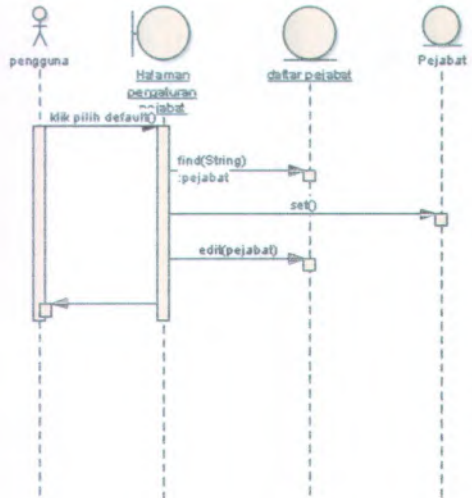 pengguna
Halaman
pengaturan
pejabat
daftar pejabat
Pejabat
klik pilih default()
find(String)
:pejabat
set()
edit(pejabat)